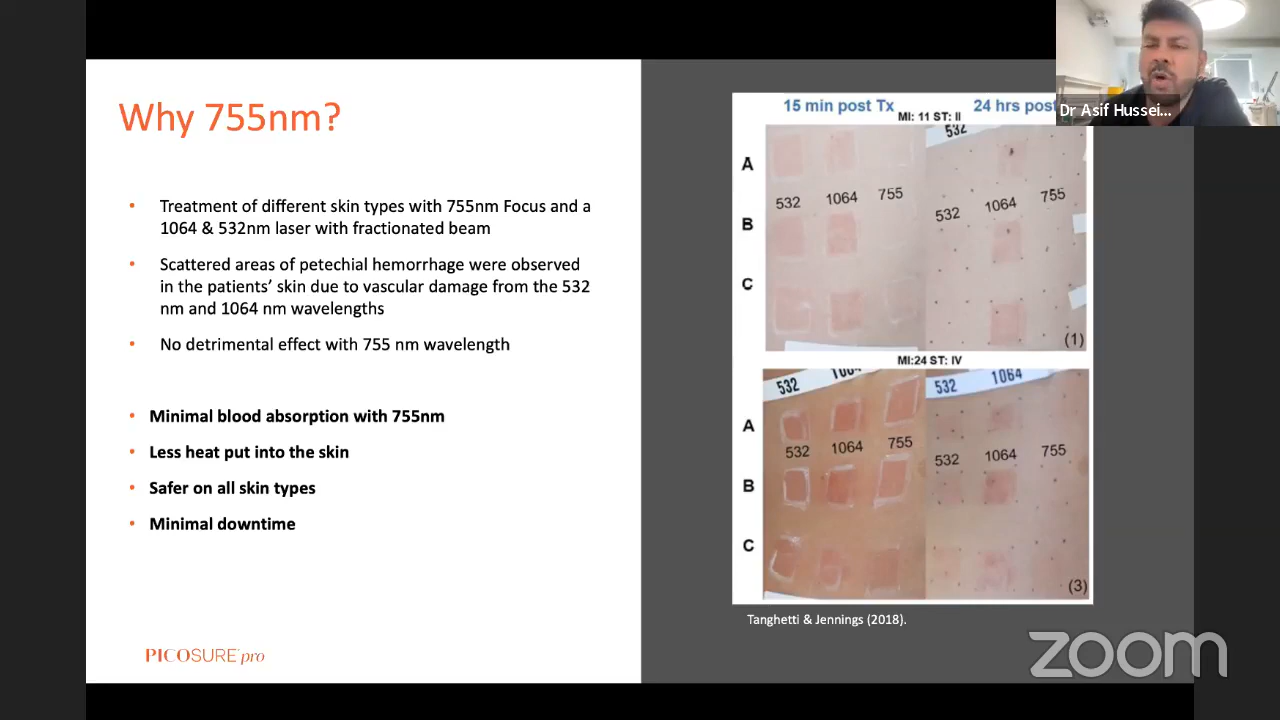 Why 755nm?
• Treatment of different skin types with 755nm Focus and a
1064 & 532nm laser with fractionated beam
• Scattered areas of petechial hemorrhage were observed
in the patients’ skin due to vascular damage from the 532
nm and 1064 nm wavelengths
• No detrimental effect with 755 nm wavelength
• Minimal blood absorption with 755nm
• Less heat put into the skin
• Safer on all skin types
• Minimal downtime
PICOSURE pro
15 min post Tx
24 hrs post
MI: 11 ST: II
532
A
532 1064 755
532 1064 755
B
C
(1)
MI:24 ST: IV
532
532 1064
A
532 1064 755
532 1064 755
B
C
(3)
Tanghetti & Jennings (2018).
Dr Asif Hussei...
zoom